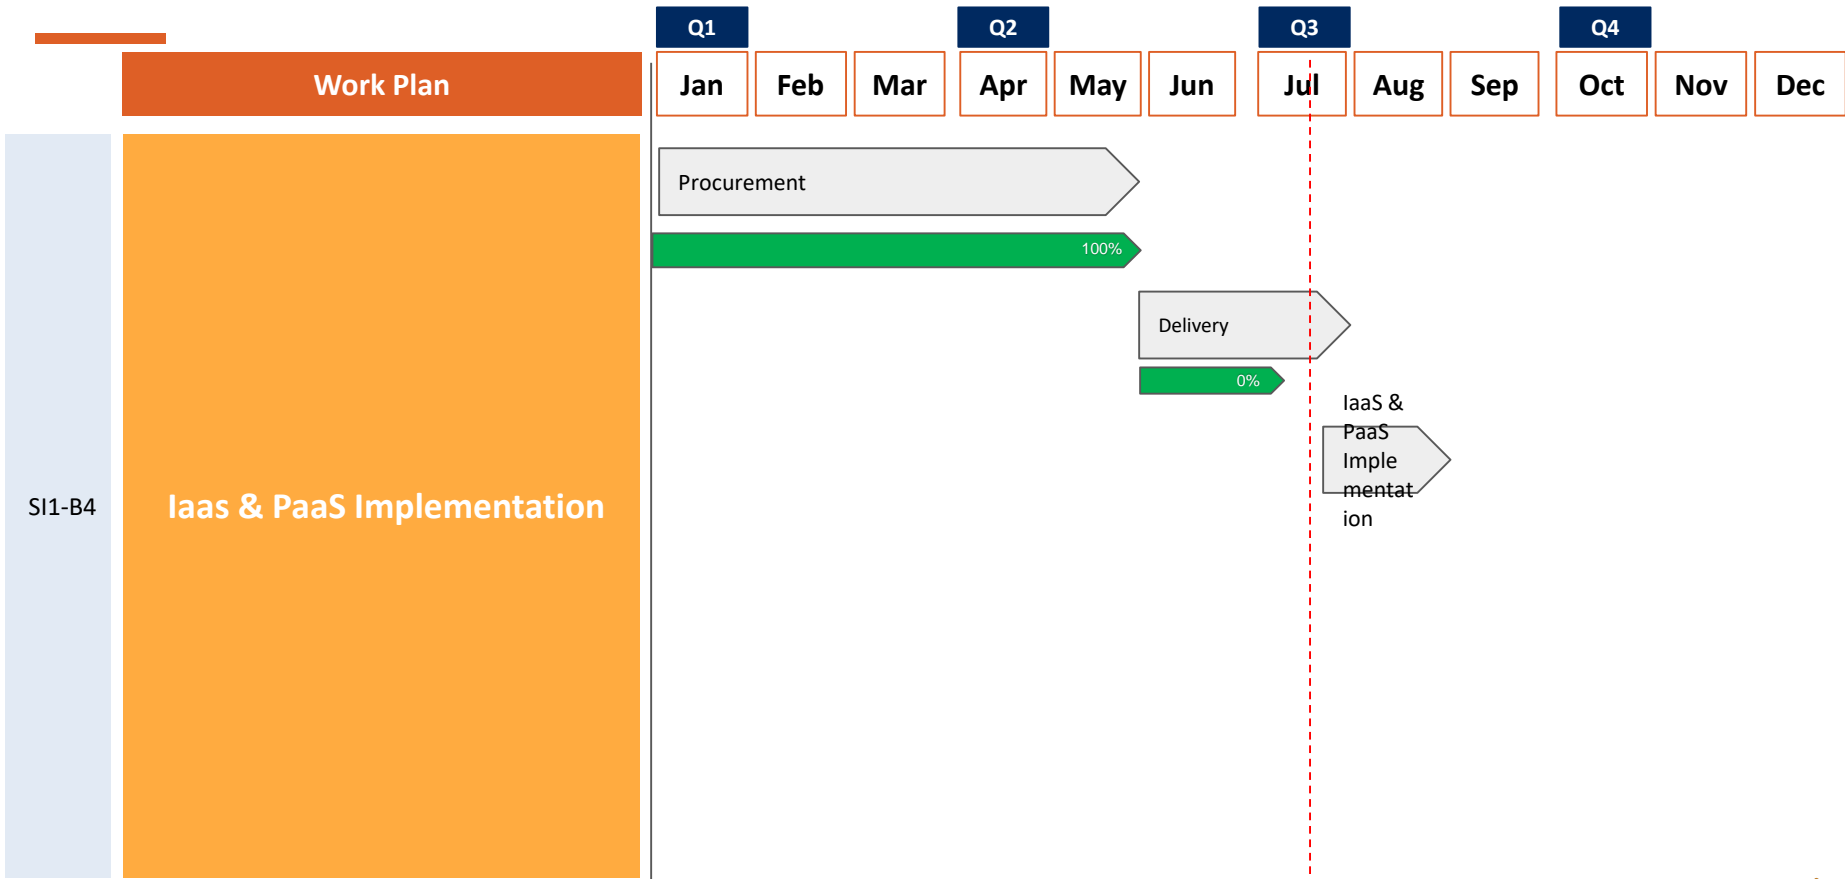 Q1 Q2 Q3 Q4
Work Plan Jan Feb Mar Apr May Jun Jul Aug Sep Oct Nov Dec
Procurement
100%
Delivery
0%
IaaS &
PaaS
Imple
mentat
ion
SI1-B4 Iaas & PaaS Implementation